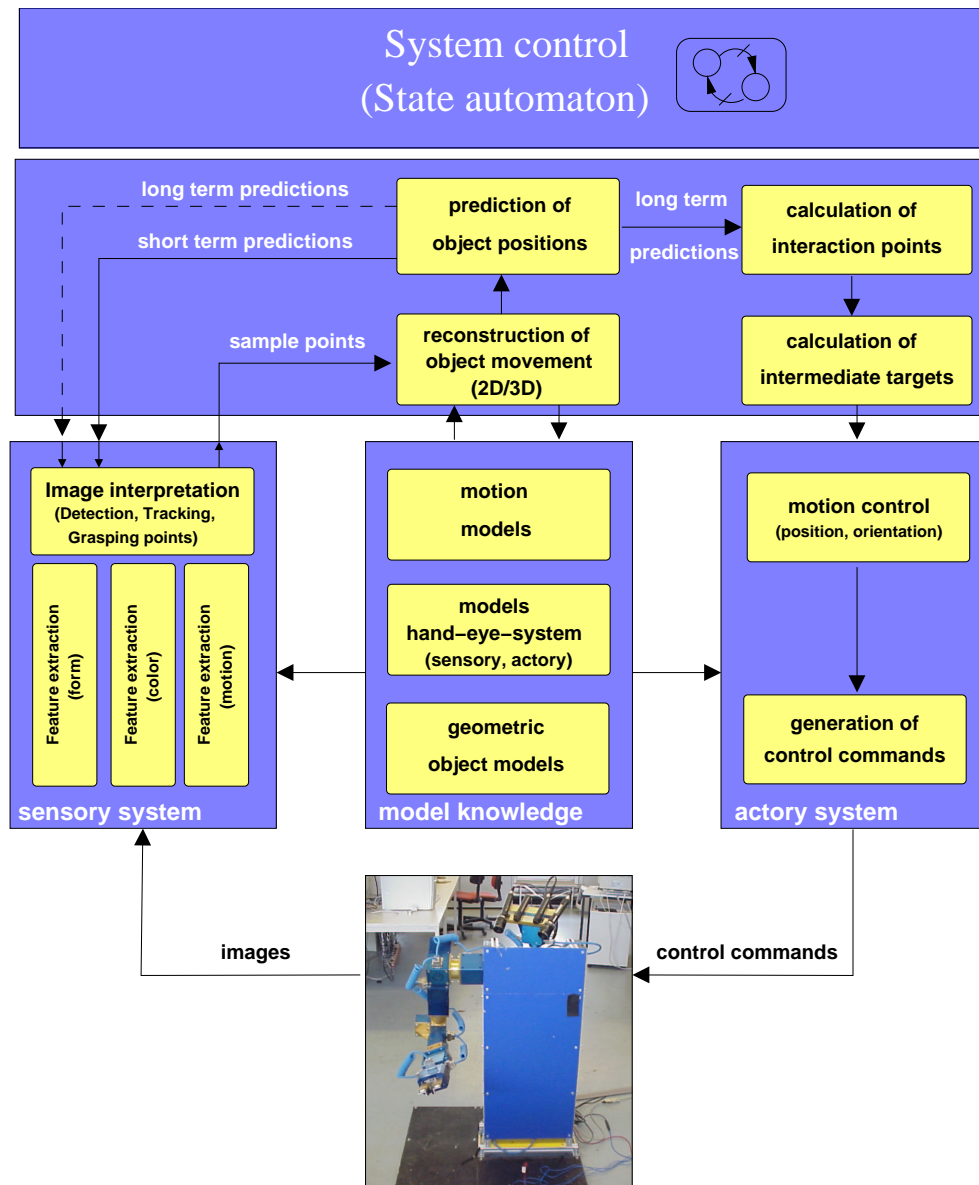 System control
(State automaton)
long term predictions
short term predictions
sample points
prediction of
object positions
long term
predictions
calculation of
interaction points
reconstruction of
object movement
(2D/3D)
calculation of
intermediate targets
Image interpretation
(Detection, Tracking,
Grasping points)
Feature extraction
(form)
Feature extraction
(color)
Feature extraction
(motion)
sensory system
motion
models
models
hand−eye−system
(sensory, actory)
geometric
object models
model knowledge
motion control
(position, orientation)
generation of
control commands
actory system
images
control commands